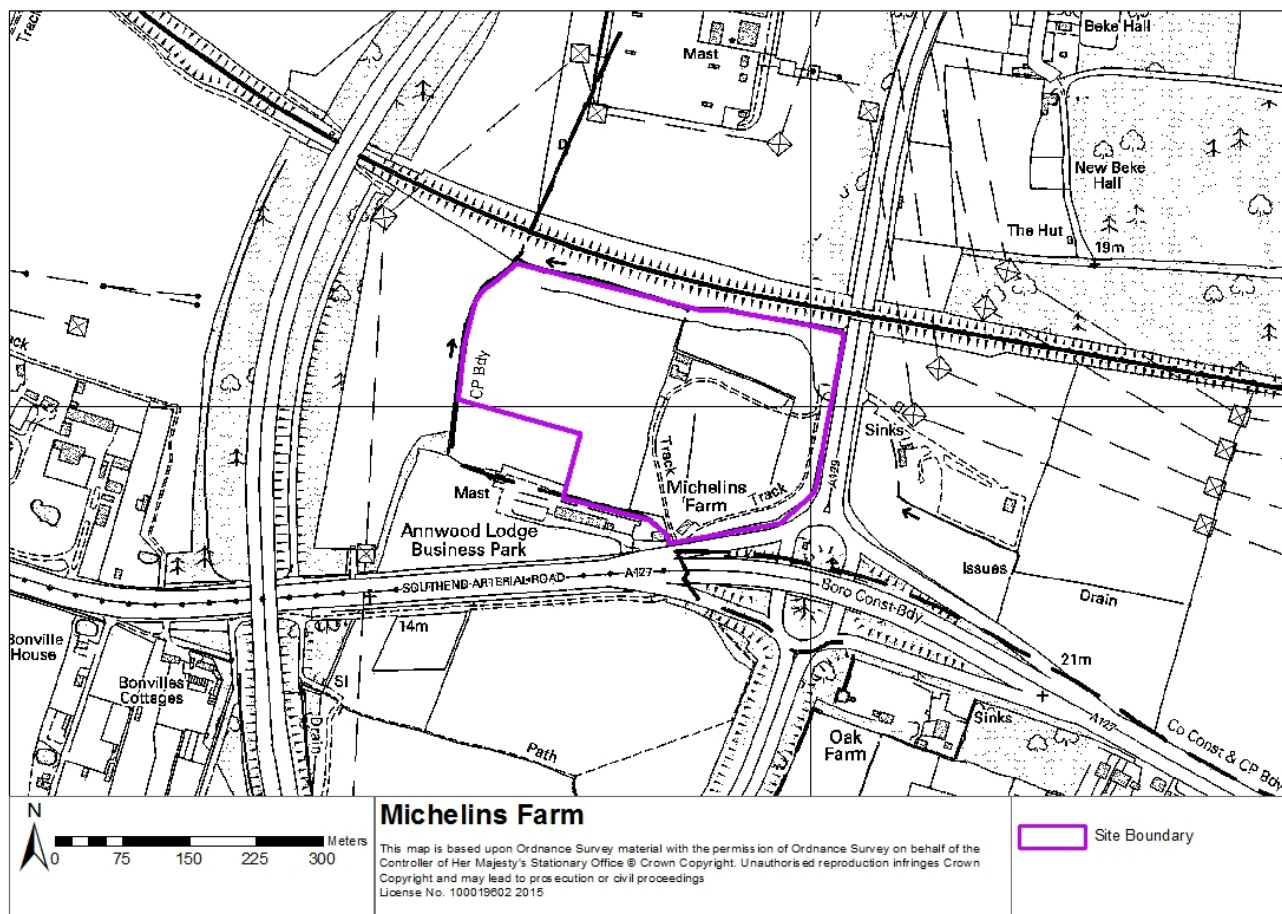 Track
Mast
Beke Hall
D
New Beke
Hall
The Hut
19m
CP Bdy
Sinks
Track
Michelins
Farm
Track
A129
Mast
Annwood Lodge
Business Park
Issues
SOUTHEND ARTERIAL ROAD
A127
Boro Const Bdy
Drain
14m
21m
Bonville
House
Bonvilles
Cottages
Sl
Drain
Path
Oak
Farm
Sinks
A127
Co Const & CP Bdy
N
0 75 150 225 300 Meters
Michelins Farm
This map is based upon Ordnance Survey material with the permission of Ordnance Survey on behalf of the
Controller of Her Majesty's Stationary Office © Crown Copyright. Unauthorised reproduction infringes Crown
Copyright and may lead to prosecution or civil proceedings
License No. 100019602 2015
Site Boundary